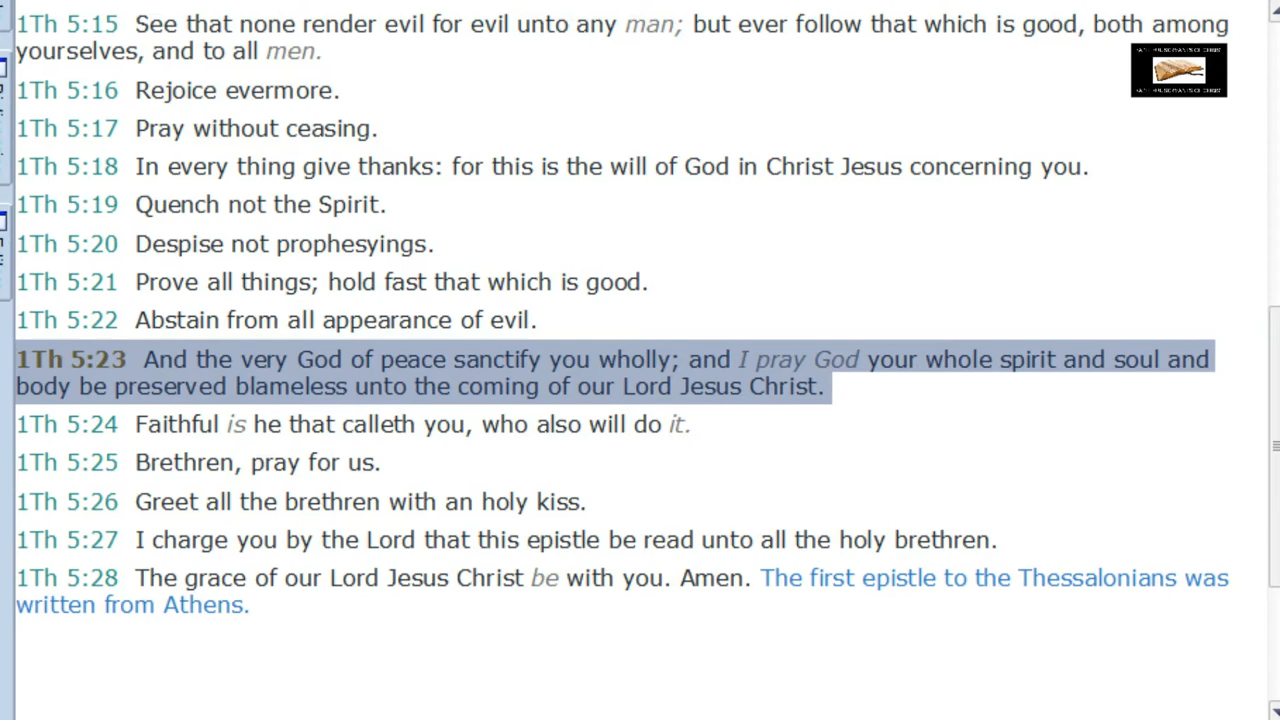 1Th 5:15 See that none render evil for evil unto any man; but ever follow that which is good, both among
yourselves, and to all men.
1Th 5:16 Rejoice evermore.
1Th 5:17 Pray without ceasing.
1Th 5:18 In every thing give thanks: for this is the will of God in Christ Jesus concerning you.
1Th 5:19 Quench not the Spirit.
1Th 5:20 Despise not prophesyings.
1Th 5:21 Prove all things; hold fast that which is good.
1Th 5:22 Abstain from all appearance of evil.
1Th 5:23 And the very God of peace sanctify you wholly; and I pray God your whole spirit and soul and
body be preserved blameless unto the coming of our Lord Jesus Christ.
1Th 5:24 Faithful is he that calleth you, who also will do it.
1Th 5:25 Brethren, pray for us.
1Th 5:26 Greet all the brethren with an holy kiss.
1Th 5:27 I charge you by the Lord that this epistle be read unto all the holy brethren.
1Th 5:28 The grace of our Lord Jesus Christ be with you. Amen. The first epistle to the Thessalonians was
written from Athens.